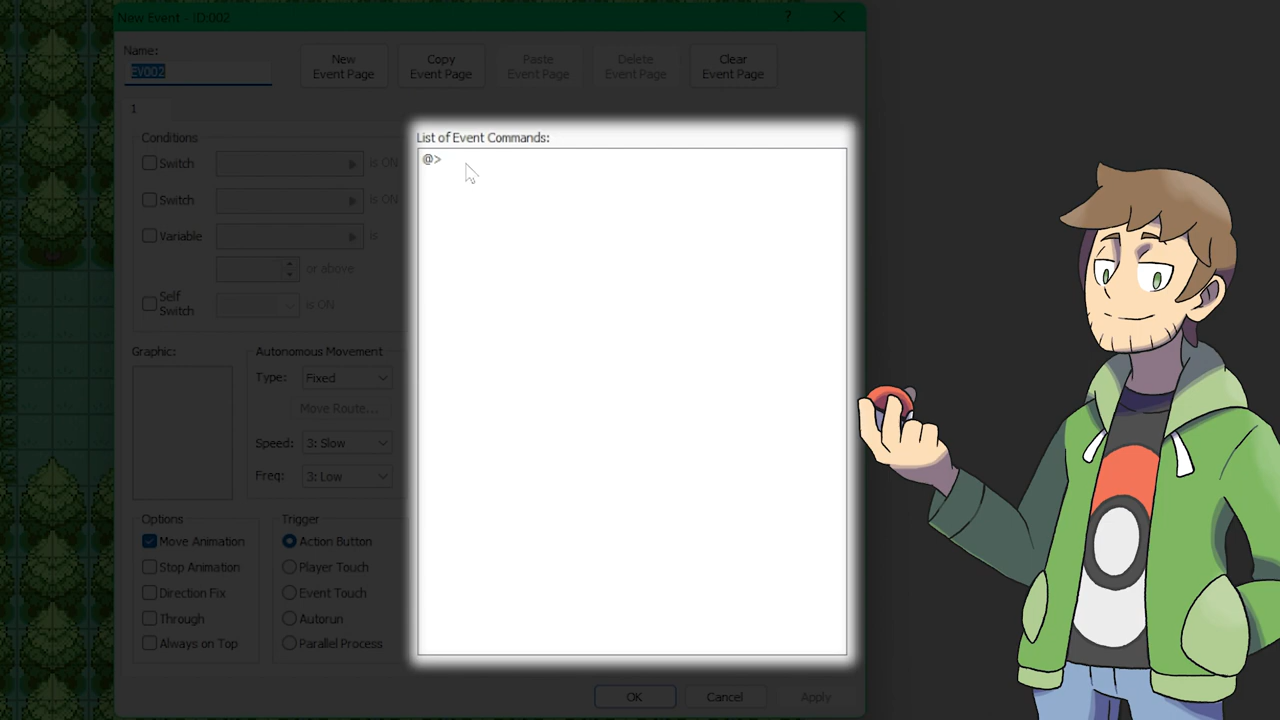 New Event - ID:002
?
Name:
EV002
New
Event Page
Copy
Event Page
Paste
Event Page
Delete
Event Page
Clear
Event Page
1
Conditions
Switch
is ON
Switch
is ON
Variable
is
or above
Self
Switch
is ON
Graphic:
Autonomous Movement
Type:
Fixed
Move Route...
Speed:
3: Slow
Freq:
3: Low
Options
Move Animation
Stop Animation
Direction Fix
Through
Always on Top
Trigger
Action Button
Player Touch
Event Touch
Autorun
Parallel Process
List of Event Commands:
@>
OK
Cancel
Apply